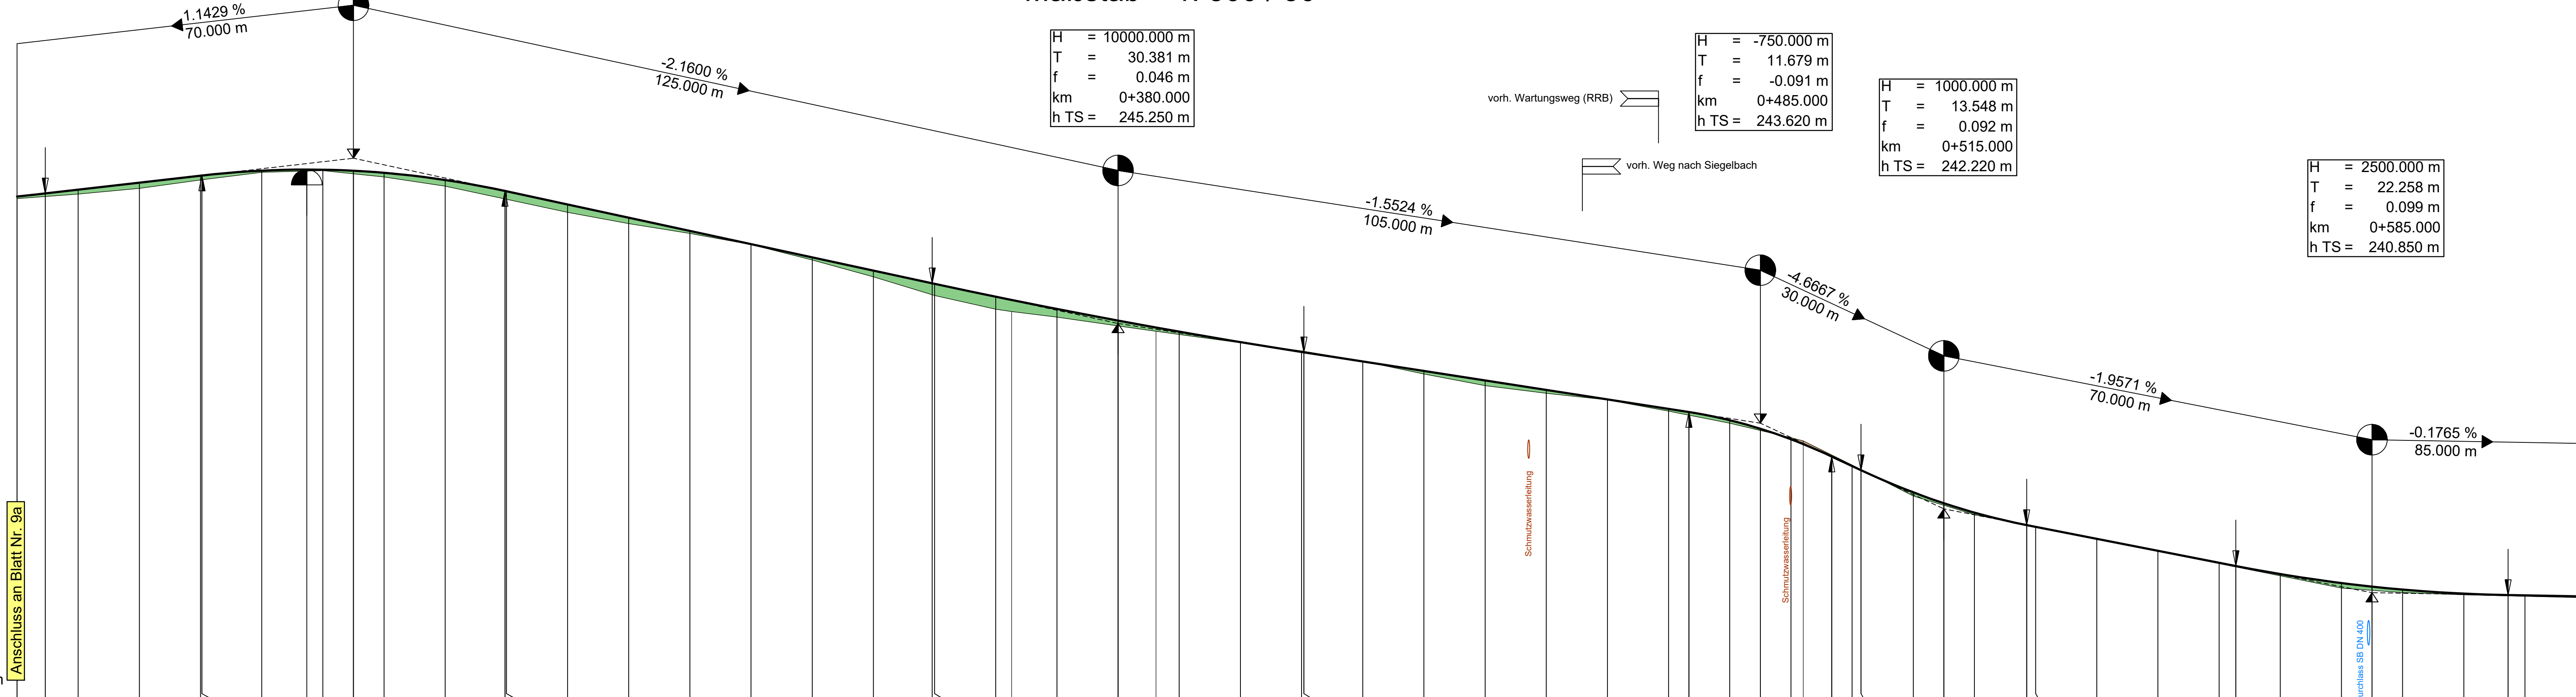 1.1429 %
70.000 m
-2.1600 %
125.000 m
H = 10000.000 m
T = 30.381 m
f = 0.046 m
km 0+380.000
h TS = 245.250 m
-1.5524 %
105.000 m
vorh. Wartungsweg (RRB)
vorh. Weg nach Siegelbach
H = -750.000 m
T = 11.679 m
f = -0.091 m
km 0+485.000
h TS = 243.620 m
-4.6667 %
30.000 m
H = 1000.000 m
T = 13.548 m
f = 0.092 m
km 0+515.000
h TS = 242.220 m
-1.9571 %
70.000 m
H = 2500.000 m
T = 22.258 m
f = 0.099 m
km 0+585.000
h TS = 240.850 m
-0.1765 %
85.000 m
Anschluss an Blatt Nr. 9a
Schmutzwasserleitung
Schmutzwasserleitung
urchlass SB DN 400